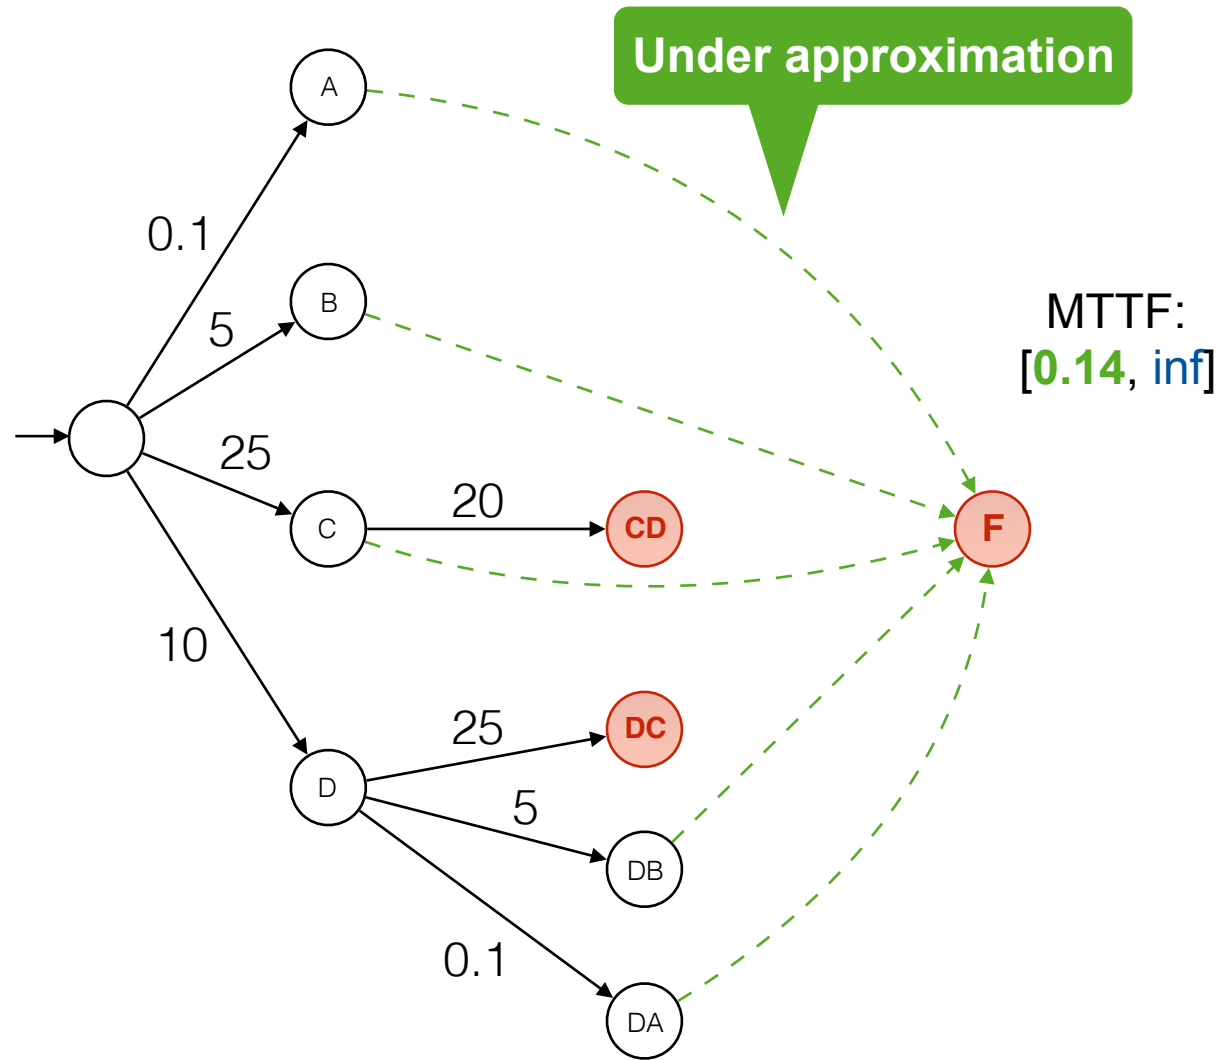 Under approximation
A
0.1
B
5
MTTF:
[0.14, inf]
25
20
C
CD
F
10
25
DC
D
5
DB
0.1
DA